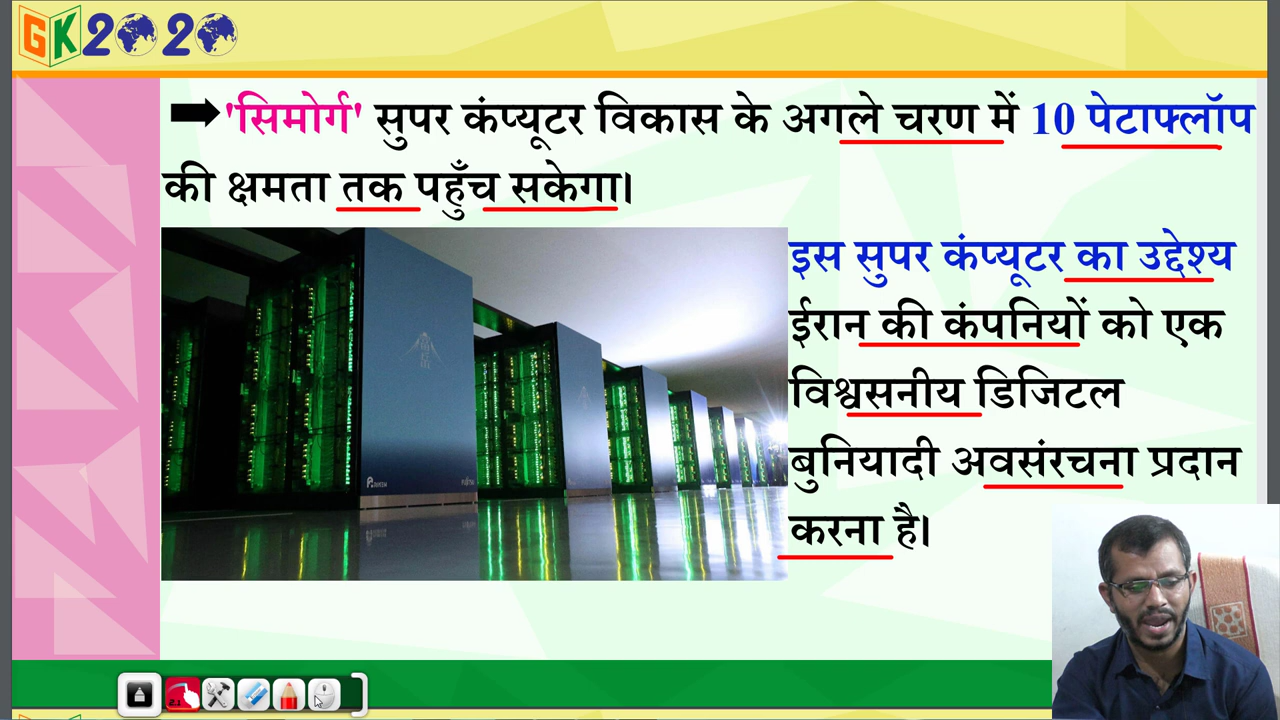 GK2020
➡'सिमोर्ग' सुपर कंप्यूटर विकास के अगले चरण में 10 पेटाफ्लॉप
की क्षमता तक पहुँच सकेगा।
इस सुपर कंप्यूटर का उद्देश्य
ईरान की कंपनियों को एक
विश्वसनीय डिजिटल
बुनियादी अवसंरचना प्रदान
करना है।